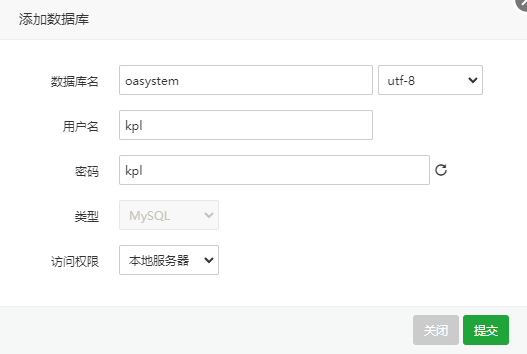 添加数据库
数据库名 oasystem utf-8
用户名 kpl
密码 kpl
类型 MySQL
访问权限 本地服务器
关闭 提交